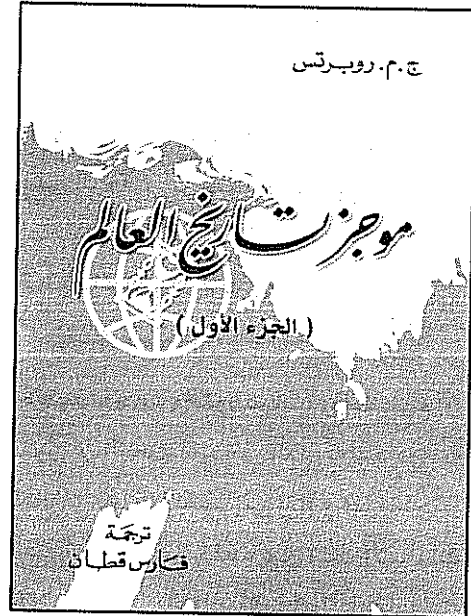 ج.م. روبرتس
موجز تاريخ العالم
(الجزء الأول)
ترجمة
فارس قطان